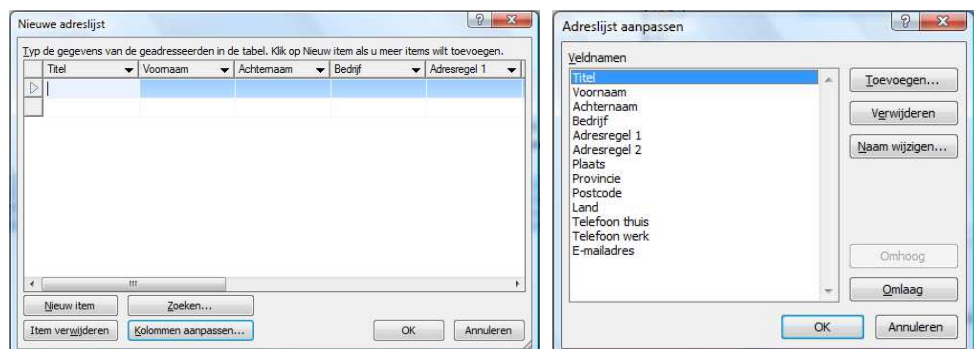 Nieuwe adreslijst
Typ de gegevens van de geadresseerden in de tabel. Klik op Nieuw item als u meer items wilt toevoegen.
Titel Voornaam Achternaam Bedrijf Adresregel 1
Nieuw item Zoeken...
Item verwijderen Kolommen aanpassen... OK Annuleren
Adreslijst aanpassen
Veldnamen
Titel
Voornaam
Achternaam
Bedrijf
Adresregel 1
Adresregel 2
Plaats
Provincie
Postcode
Land
Telefoon thuis
Telefoon werk
E-mailadres
Toevoegen...
Verwijderen
Naam wijzigen...
Omhoog
Omlaag
OK Annuleren